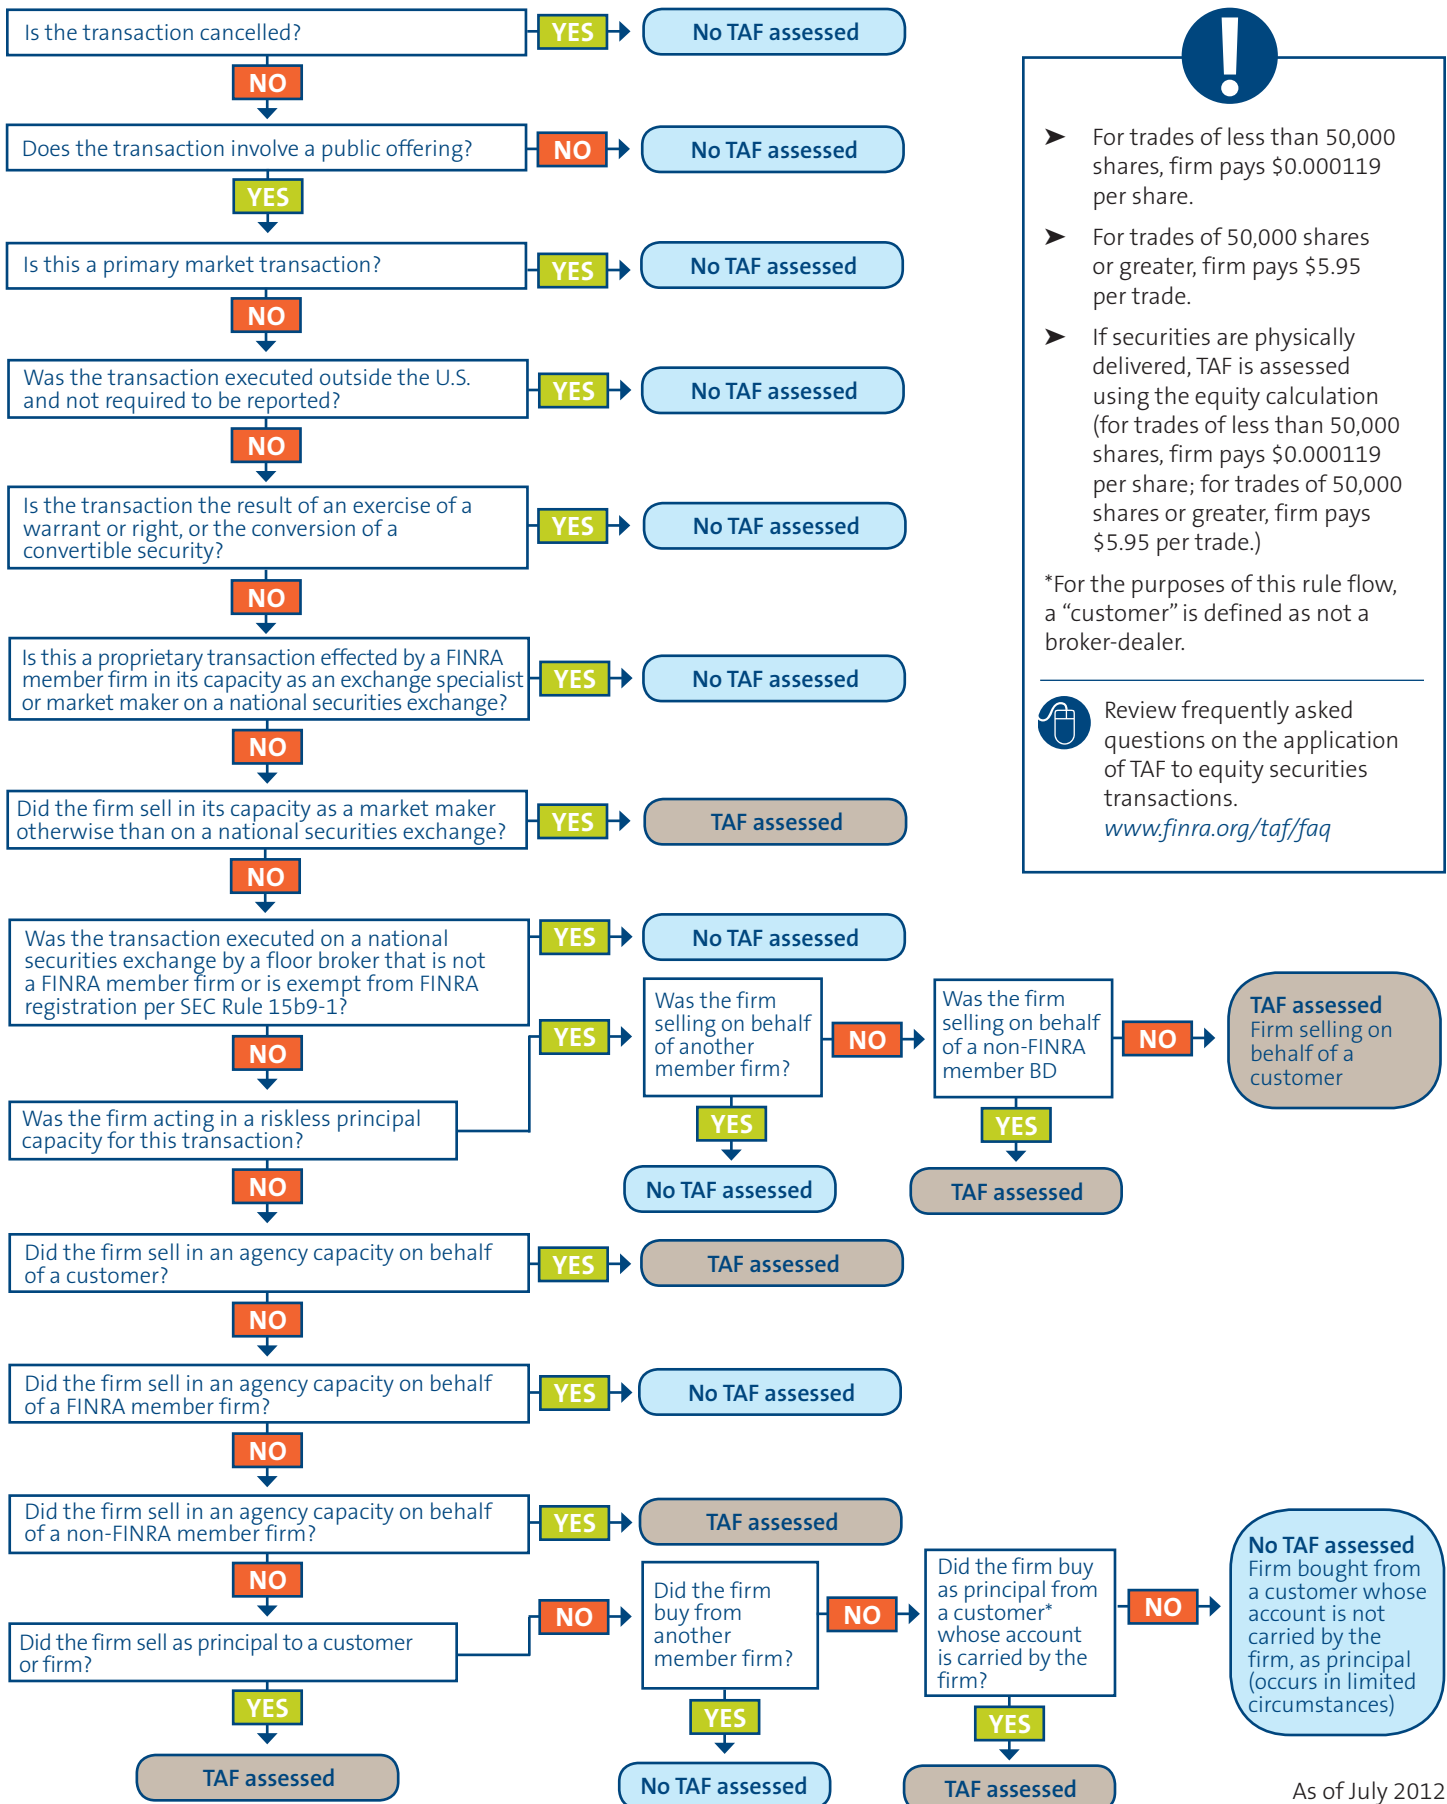 Is the transaction cancelled?
YES
No TAF assessed
NO
Does the transaction involve a public offering?
NO
No TAF assessed
YES
Is this a primary market transaction?
YES
No TAF assessed
NO
Was the transaction executed outside the U.S.
and not required to be reported?
YES
No TAF assessed
NO
Is the transaction the result of an exercise of a
warrant or right, or the conversion of a
convertible security?
YES
No TAF assessed
NO
Is this a proprietary transaction effected by a FINRA
member firm in its capacity as an exchange specialist
or market maker on a national securities exchange?
YES
No TAF assessed
NO
Did the firm sell in its capacity as a market maker
otherwise than on a national securities exchange?
YES
TAF assessed
NO
Was the transaction executed on a national
securities exchange by a floor broker that is not
a FINRA member firm or is exempt from FINRA
registration per SEC Rule 15b9-1?
YES
No TAF assessed
NO
Was the firm acting in a riskless principal
capacity for this transaction?
YES
Was the firm
selling on behalf
of another
member firm?
NO
Was the firm
selling on behalf
of a non-FINRA
member BD
NO
TAF assessed
Firm selling on
behalf of a
customer
YES
No TAF assessed
YES
TAF assessed
NO
Did the firm sell in an agency capacity on behalf
of a customer?
YES
TAF assessed
NO
Did the firm sell in an agency capacity on behalf
of a FINRA member firm?
YES
No TAF assessed
NO
Did the firm sell in an agency capacity on behalf
of a non-FINRA member firm?
YES
TAF assessed
NO
Did the firm sell as principal to a customer
or firm?
NO
Did the firm
buy from
another
member firm?
NO
Did the firm buy
as principal from
a customer*
whose account
is carried by the
firm?
NO
No TAF assessed
Firm bought from
a customer whose
account is not
carried by the
firm, as principal
(occurs in limited
circumstances)
YES
TAF assessed
YES
No TAF assessed
YES
TAF assessed
!
➤ For trades of less than 50,000
shares, firm pays $0.000119
per share.
➤ For trades of 50,000 shares
or greater, firm pays $5.95
per trade.
➤ If securities are physically
delivered, TAF is assessed
using the equity calculation
(for trades of less than 50,000
shares, firm pays $0.000119
per share; for trades of 50,000
shares or greater, firm pays
$5.95 per trade.)
*For the purposes of this rule flow,
a “customer” is defined as not a
broker-dealer.
Review frequently asked
questions on the application
of TAF to equity securities
transactions.
www.finra.org/taf/faq
As of July 2012